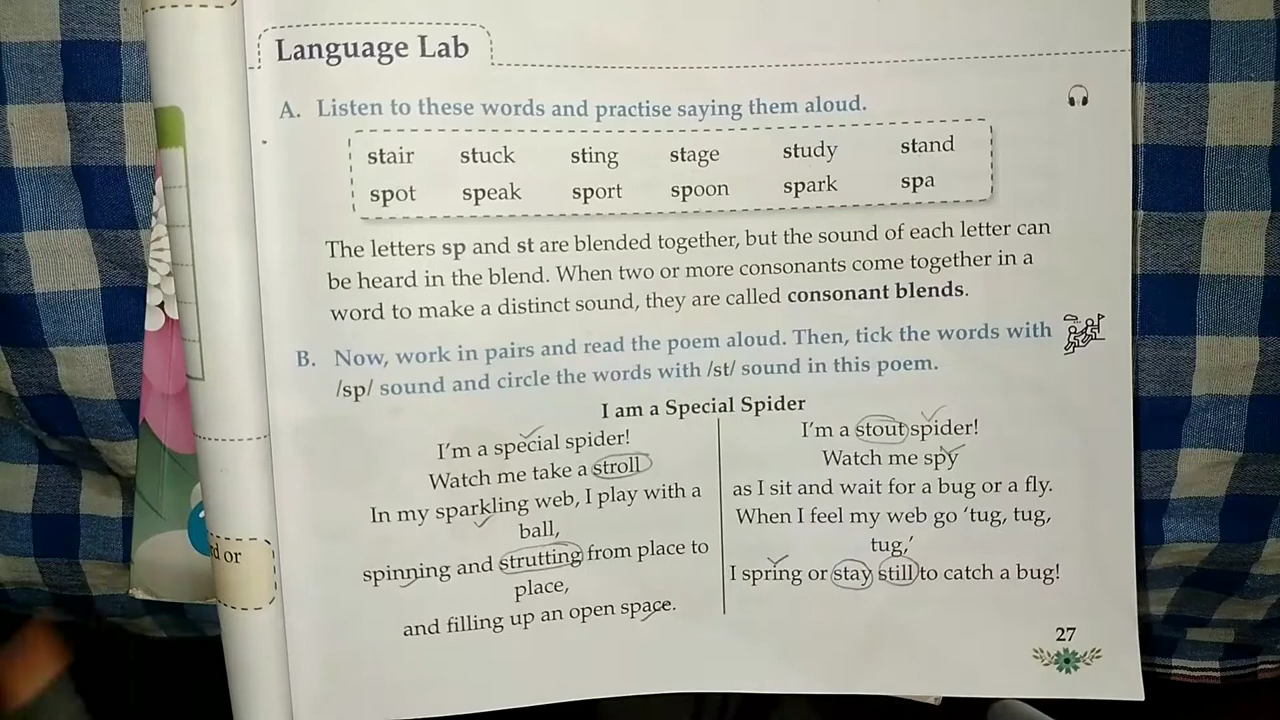 Language Lab
A. Listen to these words and practise saying them aloud.
stair stuck sting stage study stand
spot speak sport spoon spark spa
The letters sp and st are blended together, but the sound of each letter can
be heard in the blend. When two or more consonants come together in a
word to make a distinct sound, they are called consonant blends.
B. Now, work in pairs and read the poem aloud. Then, tick the words with
/sp/ sound and circle the words with /st/ sound in this poem.
I am a Special Spider
I'm a special spider!
Watch me take a stroll
In my sparkling web, I play with a
ball,
spinning and strutting from place to
place,
and filling up an open space.
I'm a stout spider!
Watch me spy
as I sit and wait for a bug or a fly.
When I feel my web go 'tug, tug,
tug,'
I spring or stay still to catch a bug!
27
rd or